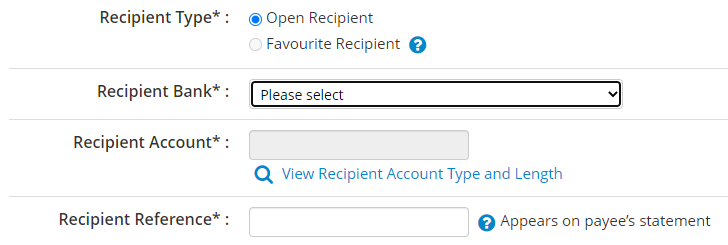 Recipient Type* : Open Recipient
Favourite Recipient ?
Recipient Bank* : Please select
Recipient Account* :
View Recipient Account Type and Length
Recipient Reference* : ? Appears on payee's statement